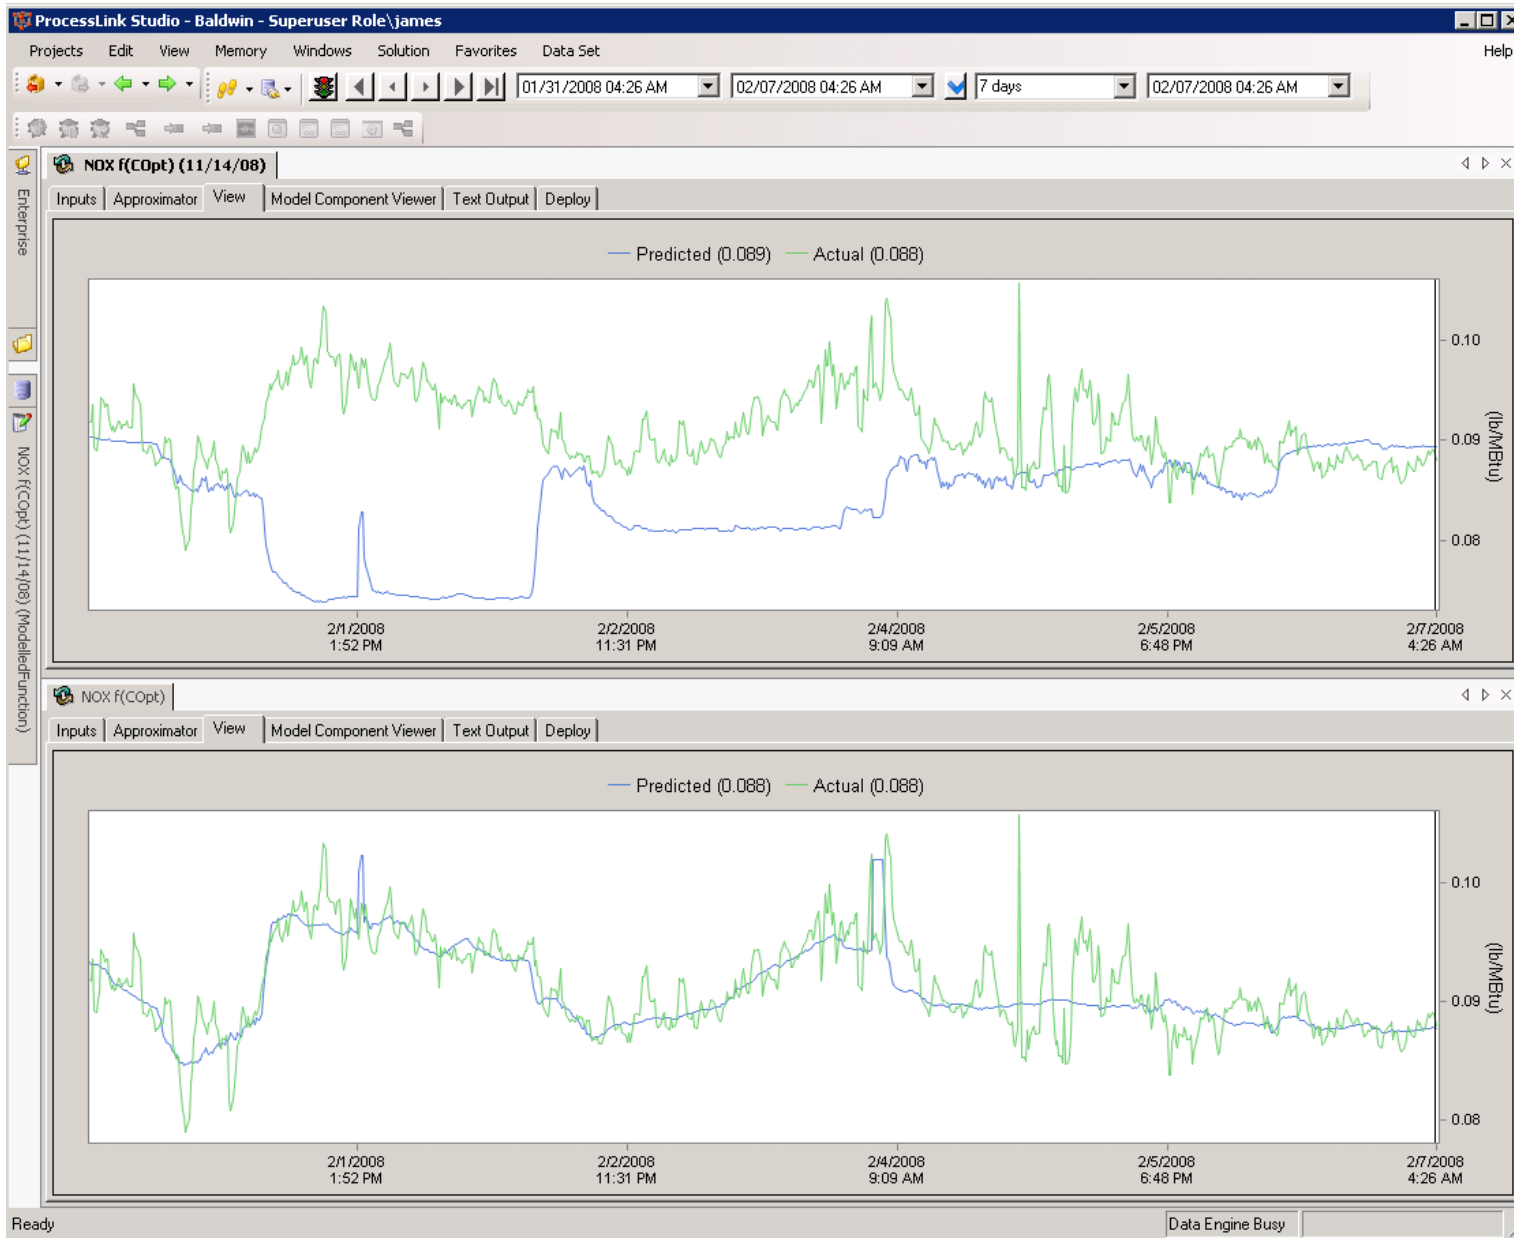 ProcessLink Studio - Baldwin - Superuser Role\james
Projects Edit View Memory Windows Solution Favorites Data Set Help
01/31/2008 04:26 AM 02/07/2008 04:26 AM 7 days 02/07/2008 04:26 AM
Enterprise
NOX f(COpt) (11/14/08) (ModelledFunction)
NOX f(COpt) (11/14/08)
Inputs Approximator View Model Component Viewer Text Output Deploy
Predicted (0.089) Actual (0.088)
0.10
0.09
0.08
(lb/MBtu)
2/1/2008 2/2/2008 2/4/2008 2/5/2008 2/7/2008
1:52 PM 11:31 PM 9:09 AM 6:48 PM 4:26 AM
NOX f(COpt)
Inputs Approximator View Model Component Viewer Text Output Deploy
Predicted (0.088) Actual (0.088)
0.10
0.09
0.08
(lb/MBtu)
2/1/2008 2/2/2008 2/4/2008 2/5/2008 2/7/2008
1:52 PM 11:31 PM 9:09 AM 6:48 PM 4:26 AM
Ready Data Engine Busy